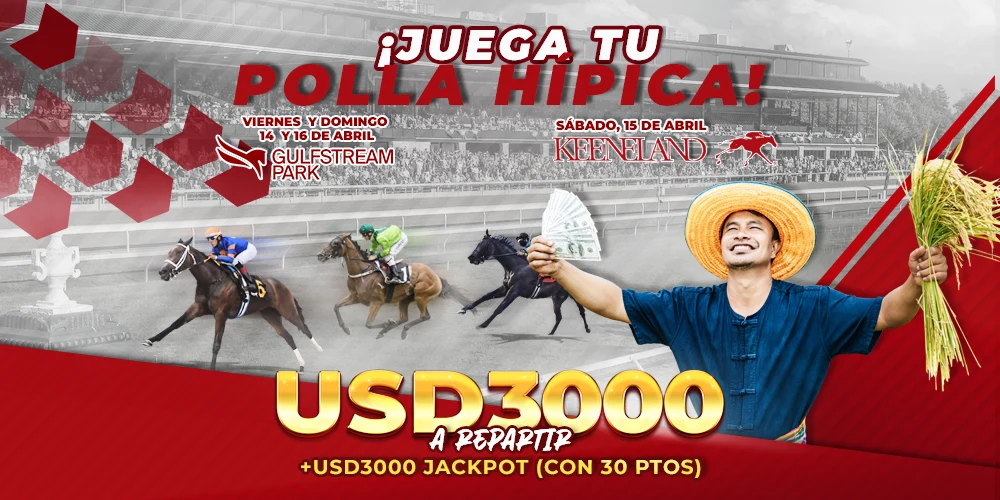 ¡JUEGA TU
POLLA HÍPICA!
VIERNES Y DOMINGO
14 Y 16 DE ABRIL
GULFSTREAM
PARK
SÁBADO, 15 DE ABRIL
KEENELAND
5
USD3000
A REPARTIR
+USD3000 JACKPOT (CON 30 PTOS)